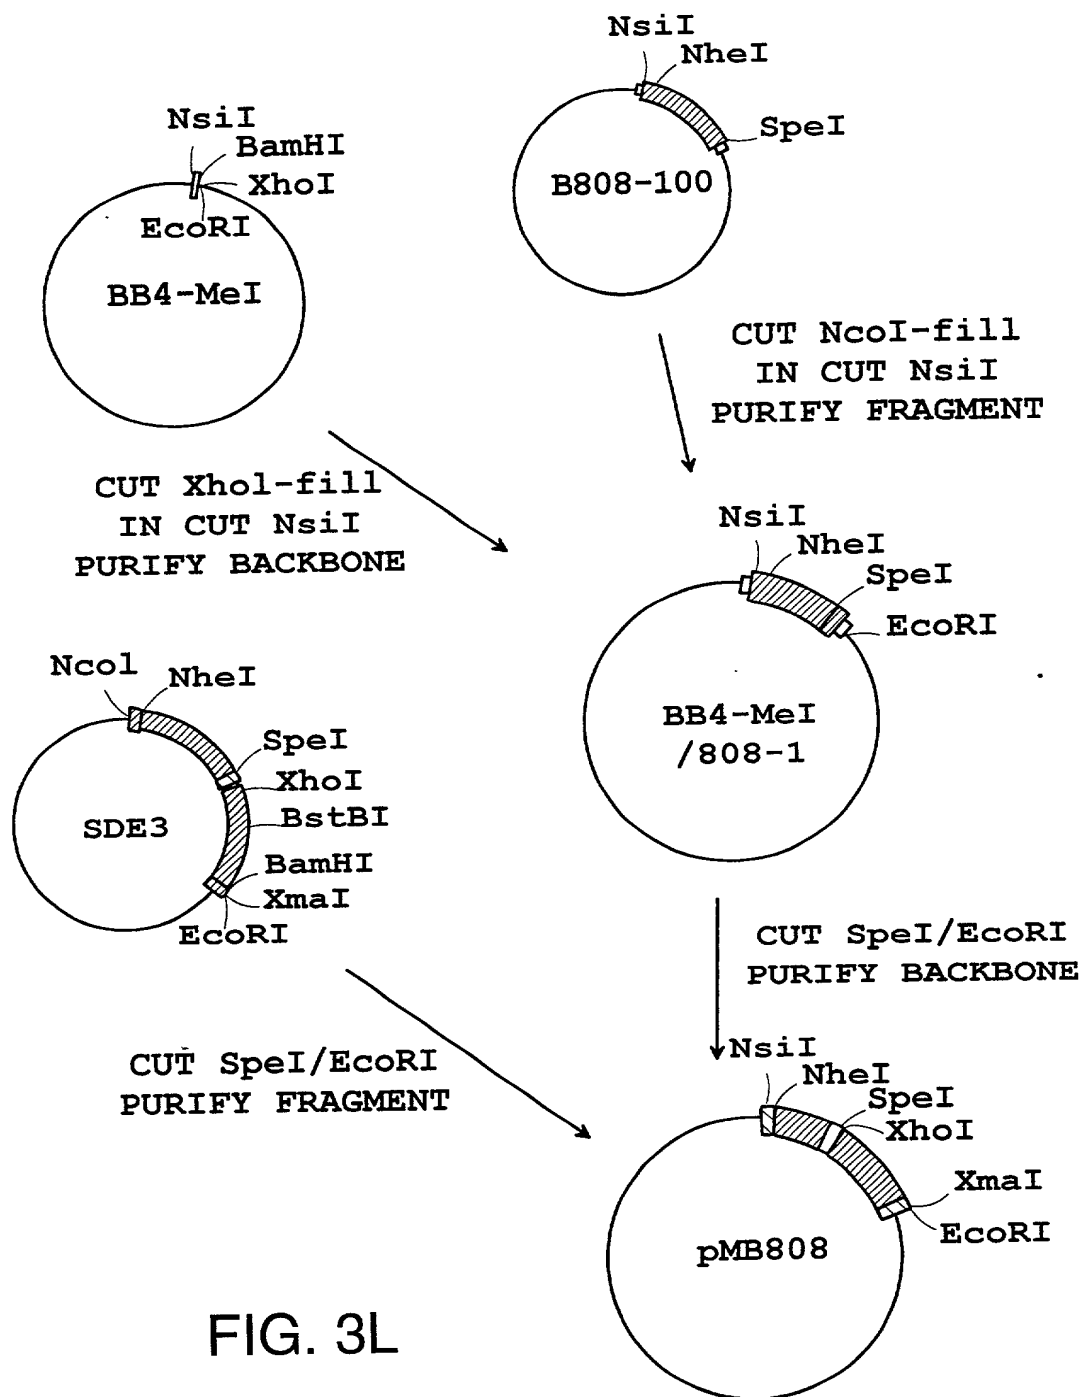 NsiI
NheI
SpeI
B808-100
NsiI
BamHI
XhoI
EcoRI
BB4-MeI
CUT NcoI-fill
IN CUT NsiI
PURIFY FRAGMENT
CUT Xhol-fill
IN CUT NsiI
PURIFY BACKBONE
NsiI
NheI
SpeI
EcoRI
BB4-MeI
/808-1
Ncol
NheI
SpeI
XhoI
BstBI
BamHI
XmaI
EcoRI
SDE3
CUT SpeI/EcoRI
PURIFY BACKBONE
CUT SpeI/EcoRI
PURIFY FRAGMENT
NsiI
NheI
SpeI
XhoI
XmaI
EcoRI
pMB808
FIG. 3L